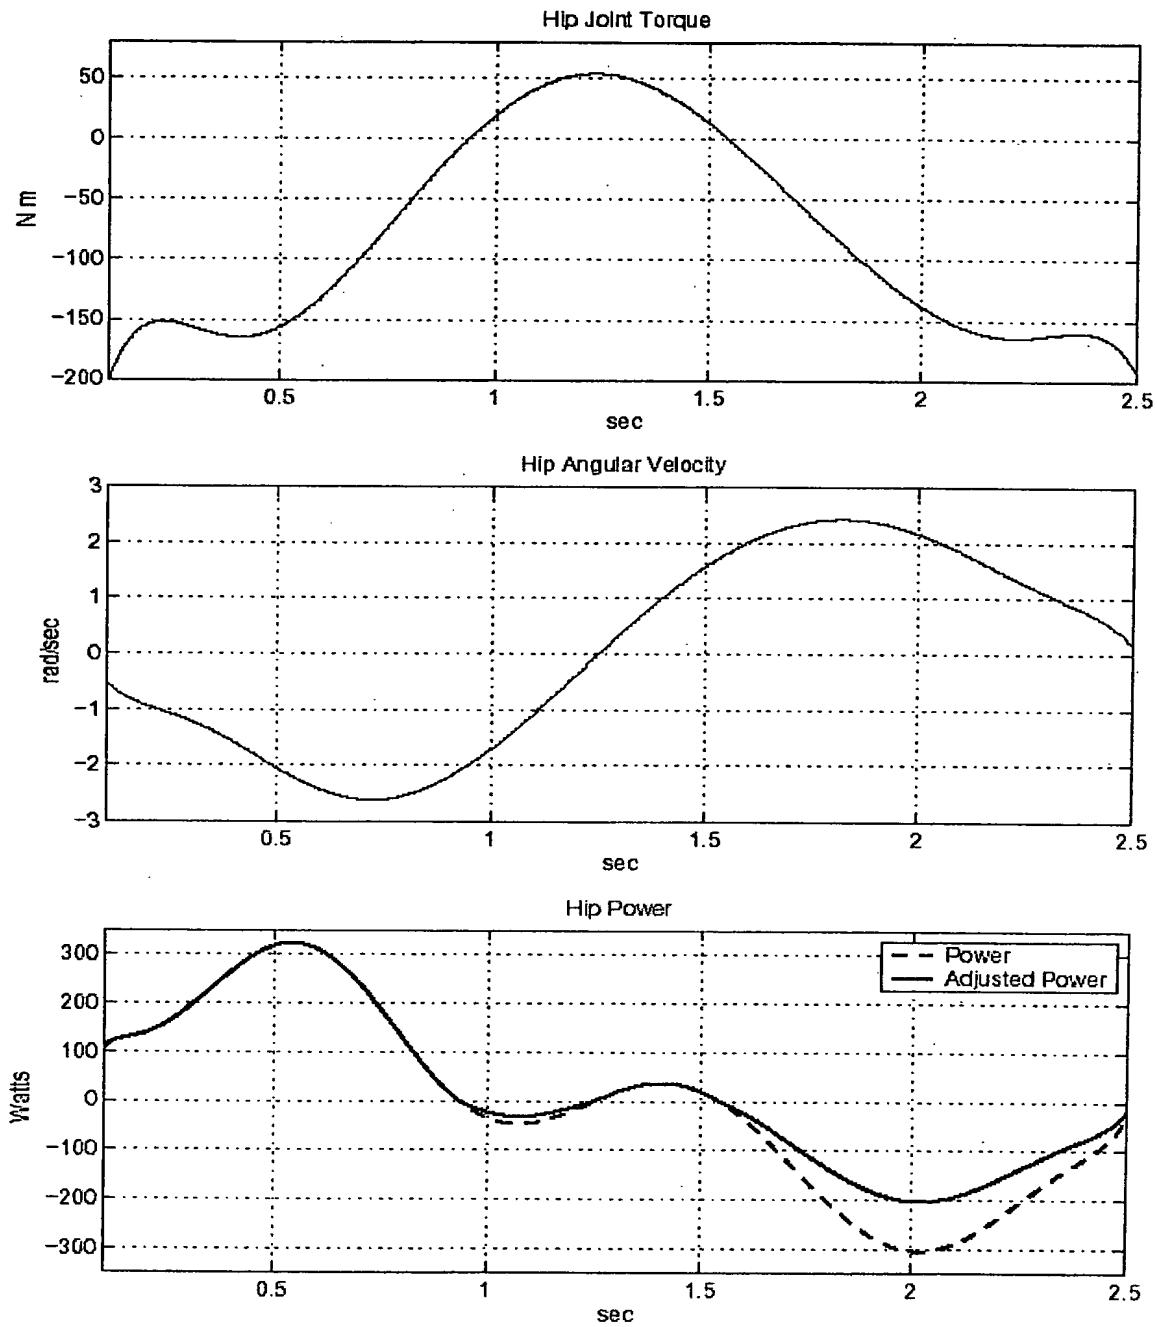 Hip Joint Torque
50
0
−50
−100
−150
−200
N m
0.5 1 1.5 2 2.5
sec
Hip Angular Velocity
3
2
1
0
−1
−2
−3
rad/sec
0.5 1 1.5 2 2.5
sec
Hip Power
300
200
100
0
−100
−200
−300
Watts
Power
Adjusted Power
0.5 1 1.5 2 2.5
sec